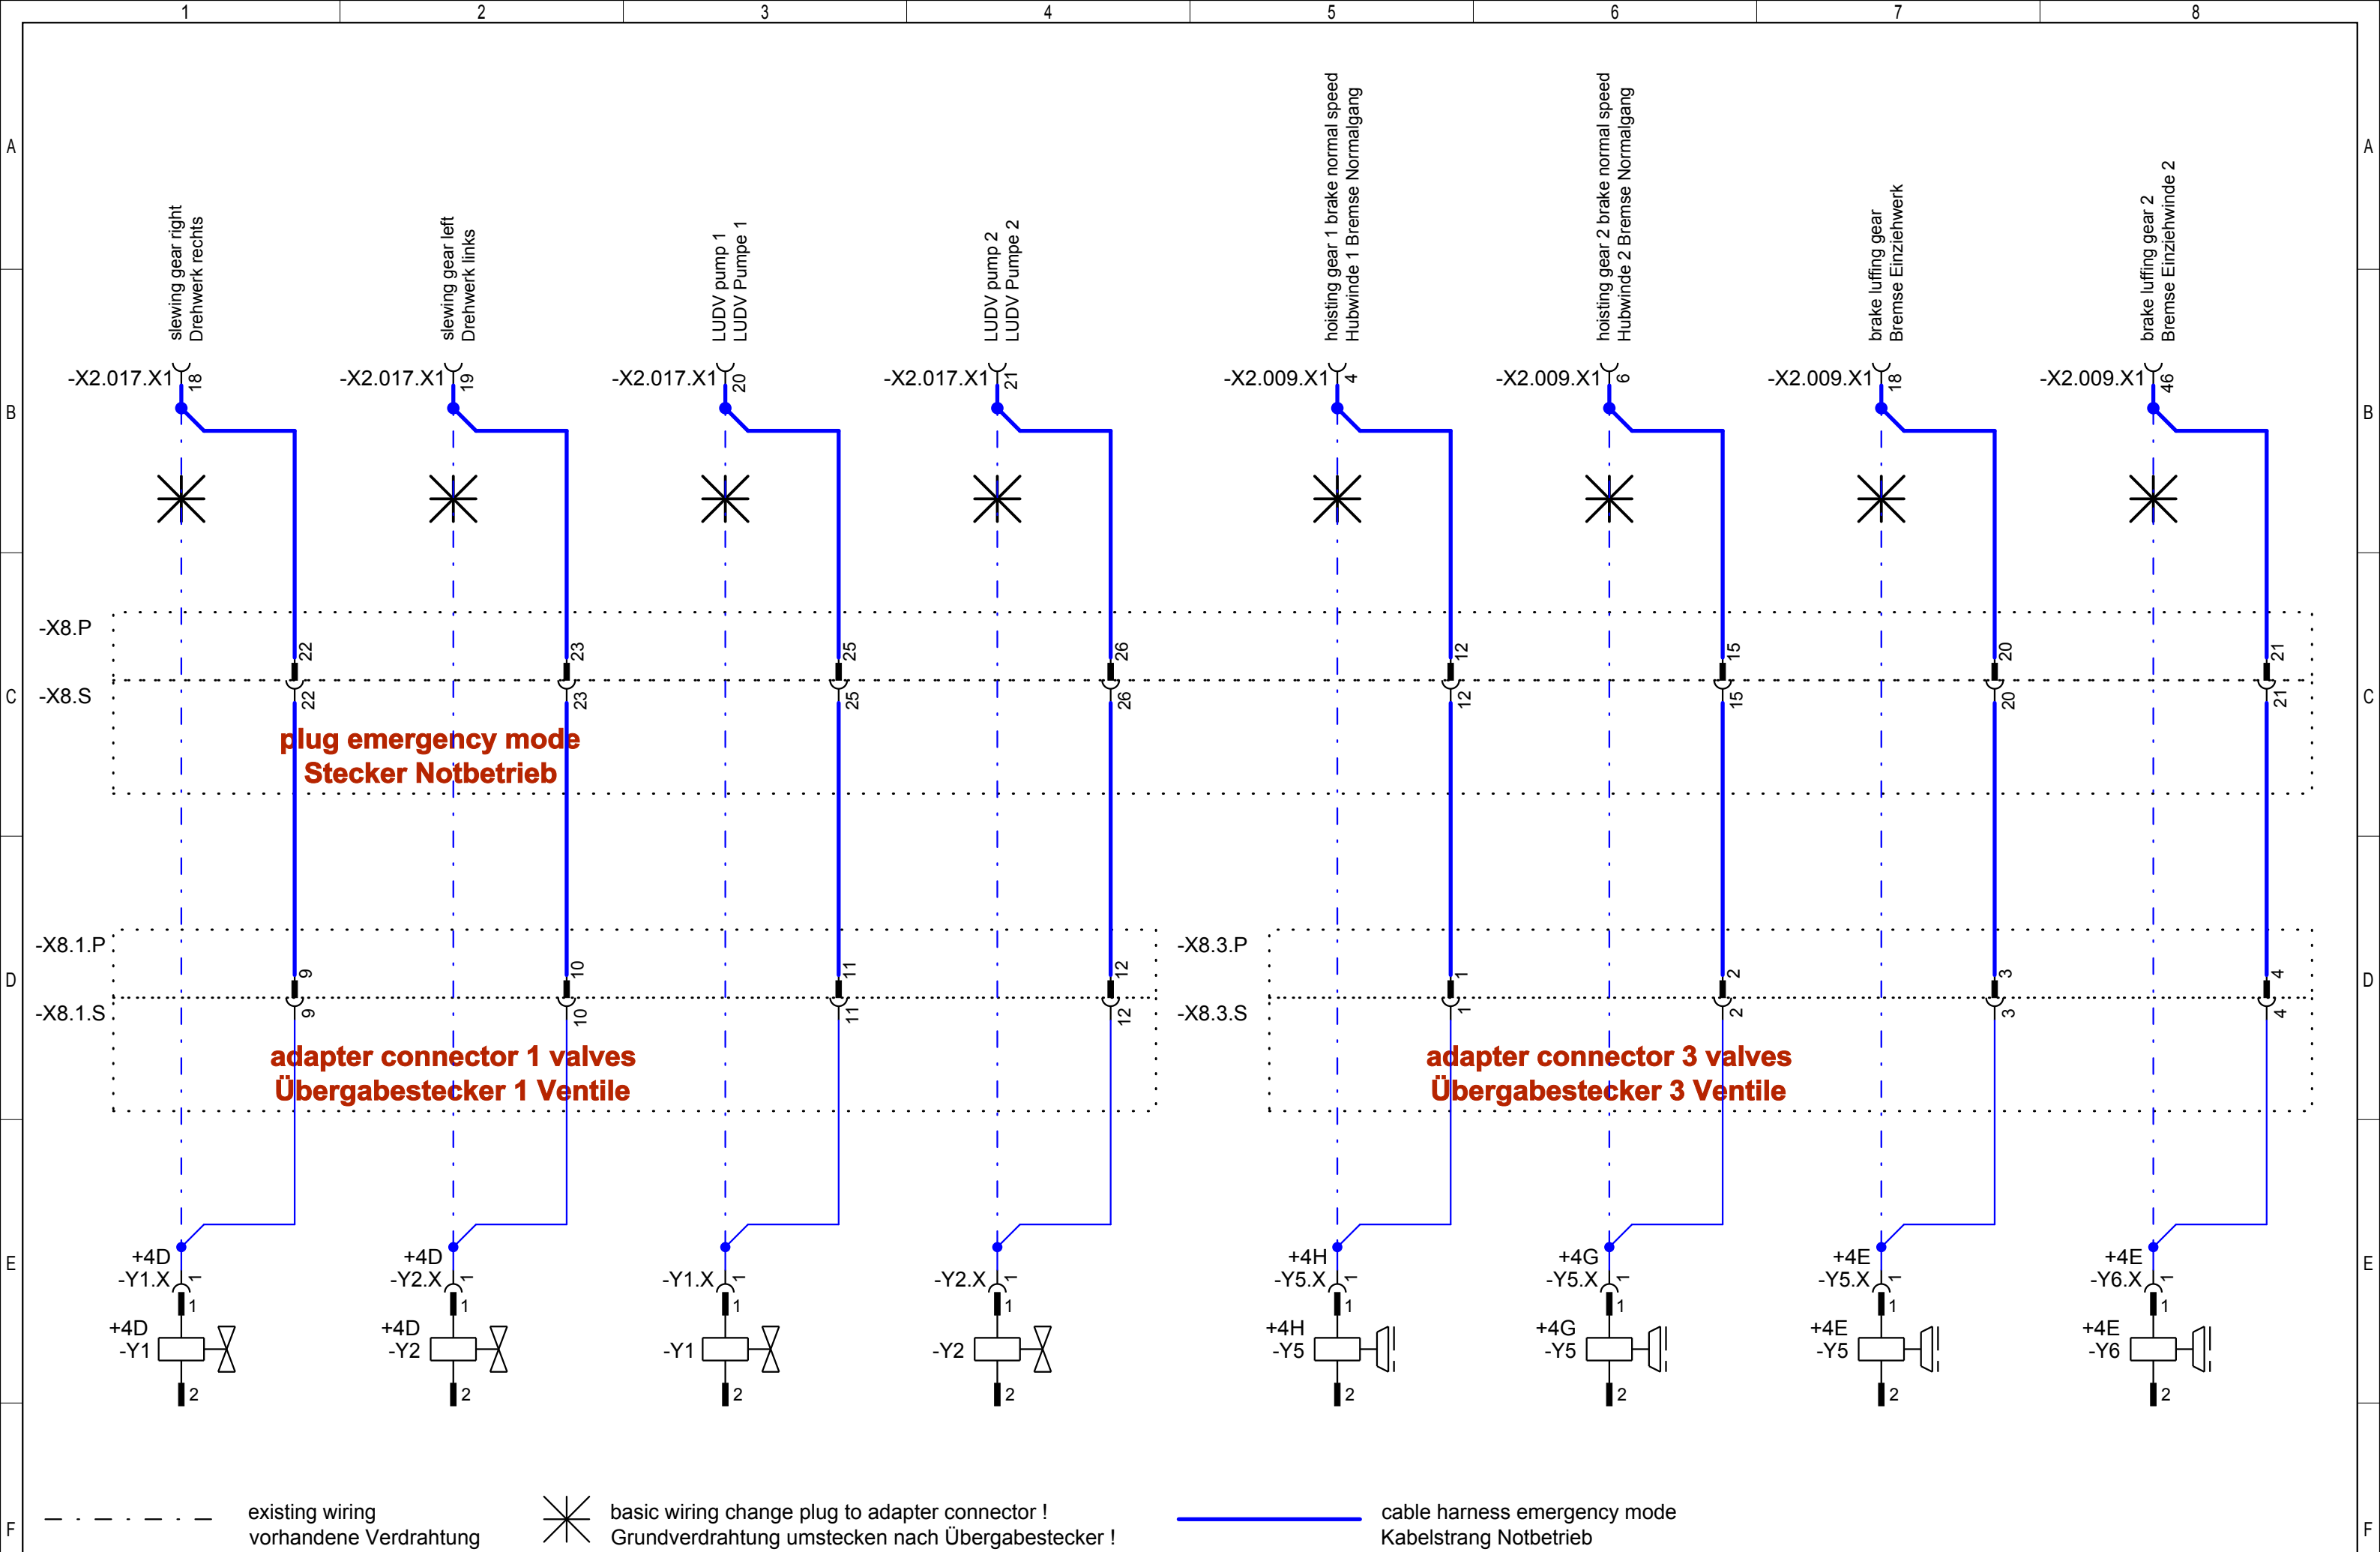 1 2 3 4 5 6 7 8
A A
slewing gear right
Drehwerk rechts
slewing gear left
Drehwerk links
LUDV pump 1
LUDV Pumpe 1
LUDV pump 2
LUDV Pumpe 2
hoisting gear 1 brake normal speed
Hubwinde 1 Bremse Normalgang
hoisting gear 2 brake normal speed
Hubwinde 2 Bremse Normalgang
brake luffing gear
Bremse Einziehwerk
brake luffing gear 2
Bremse Einziehwinde 2
-X2.017.X1 18 -X2.017.X1 19 -X2.017.X1 20 -X2.017.X1 21 -X2.009.X1 4 -X2.009.X1 6 -X2.009.X1 18 -X2.009.X1 46
B B
-X8.P
22 23 25 26 12 15 20 21
C -X8.S C
22 23 25 26 12 15 20 21
plug emergency mode
Stecker Notbetrieb
-X8.1.P -X8.3.P
9 10 11 12 1 2 3 4
D D
-X8.1.S -X8.3.S
9 10 11 12 1 2 3 4
adapter connector 1 valves
Übergabestecker 1 Ventile
adapter connector 3 valves
Übergabestecker 3 Ventile
+4D +4D +4H +4G +4E +4E
E E
-Y1.X 1 -Y2.X 1 -Y1.X 1 -Y2.X 1 -Y5.X 1 -Y5.X 1 -Y5.X 1 -Y6.X 1
1 1 1 1 1 1 1 1
+4D +4D +4H +4G +4E +4E
-Y1 -Y2 -Y1 -Y2 -Y5 -Y5 -Y5 -Y6
2 2 2 2 2 2 2 2
existing wiring
vorhandene Verdrahtung
basic wiring change plug to adapter connector !
Grundverdrahtung umstecken nach Übergabestecker !
cable harness emergency mode
Kabelstrang Notbetrieb
F F